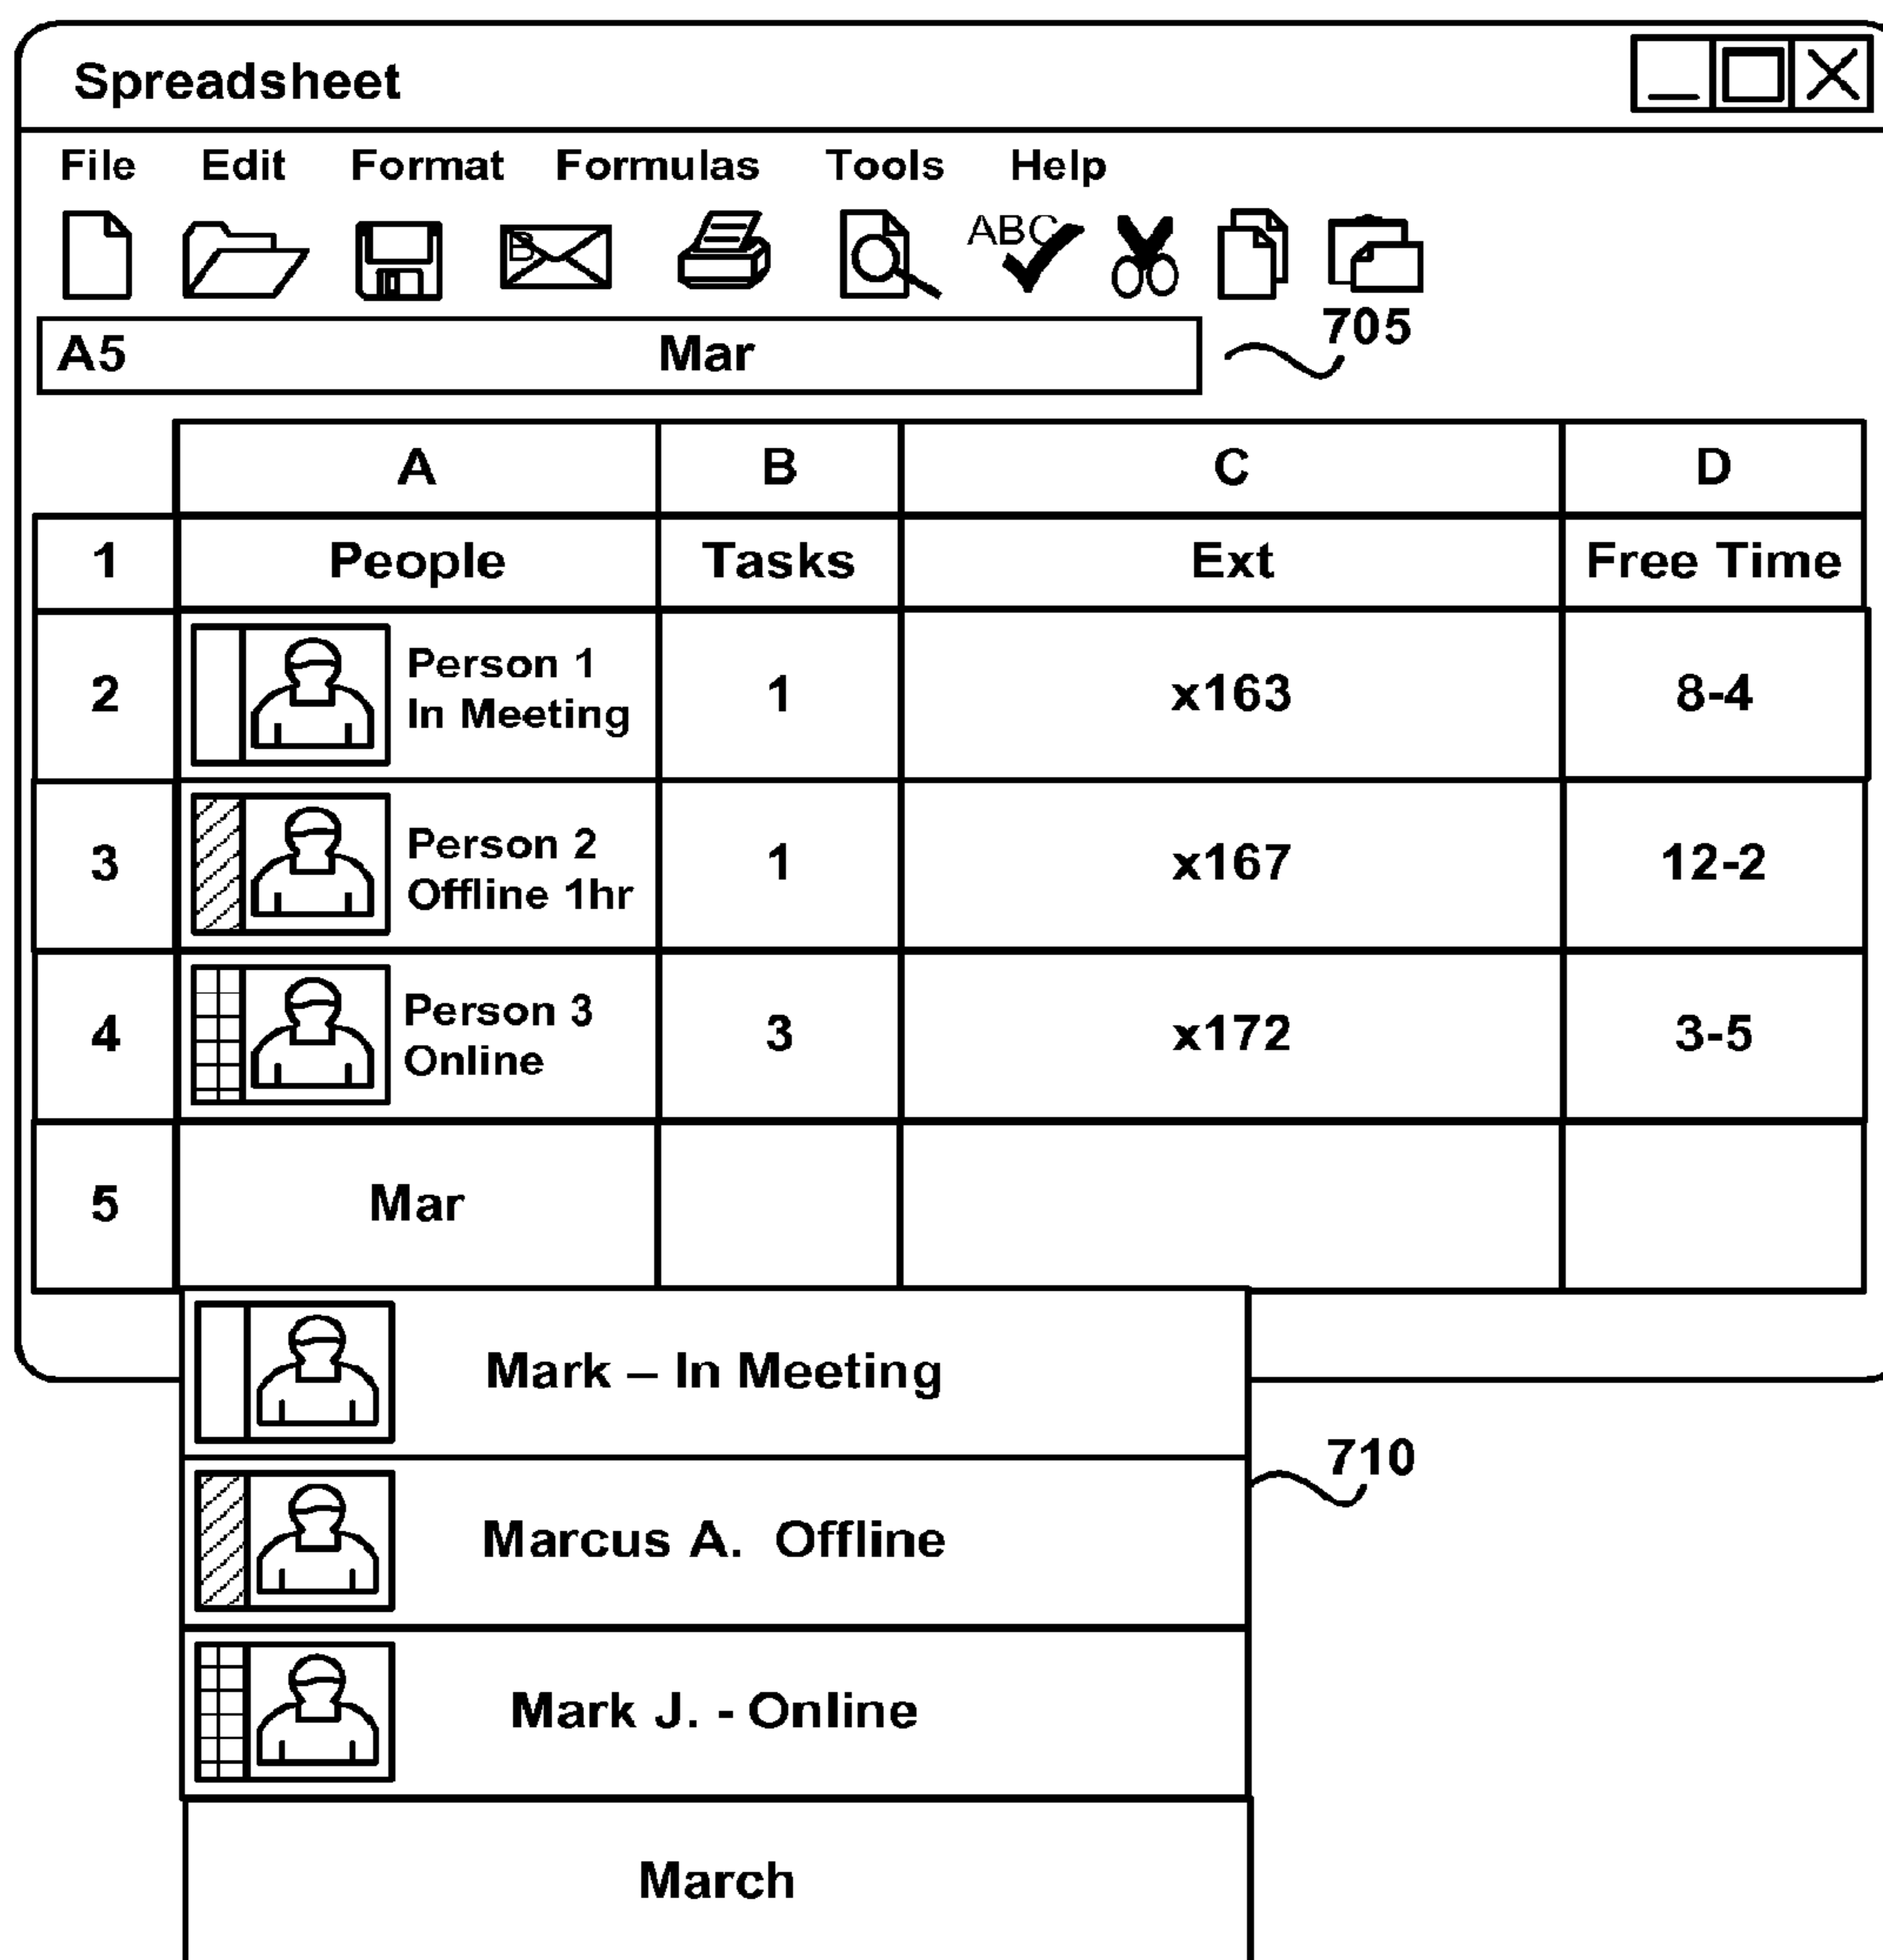 Spreadsheet
File Edit Format Formulas Tools Help
B ABC
705
A5 Mar
A B C D
1 People Tasks Ext Free Time
2 Person 1 In Meeting 1 x163 8-4
3 Person 2 Offline 1hr 1 x167 12-2
4 Person 3 Online 3 x172 3-5
5 Mar
Mark – In Meeting
710
Marcus A. Offline
Mark J. - Online
March